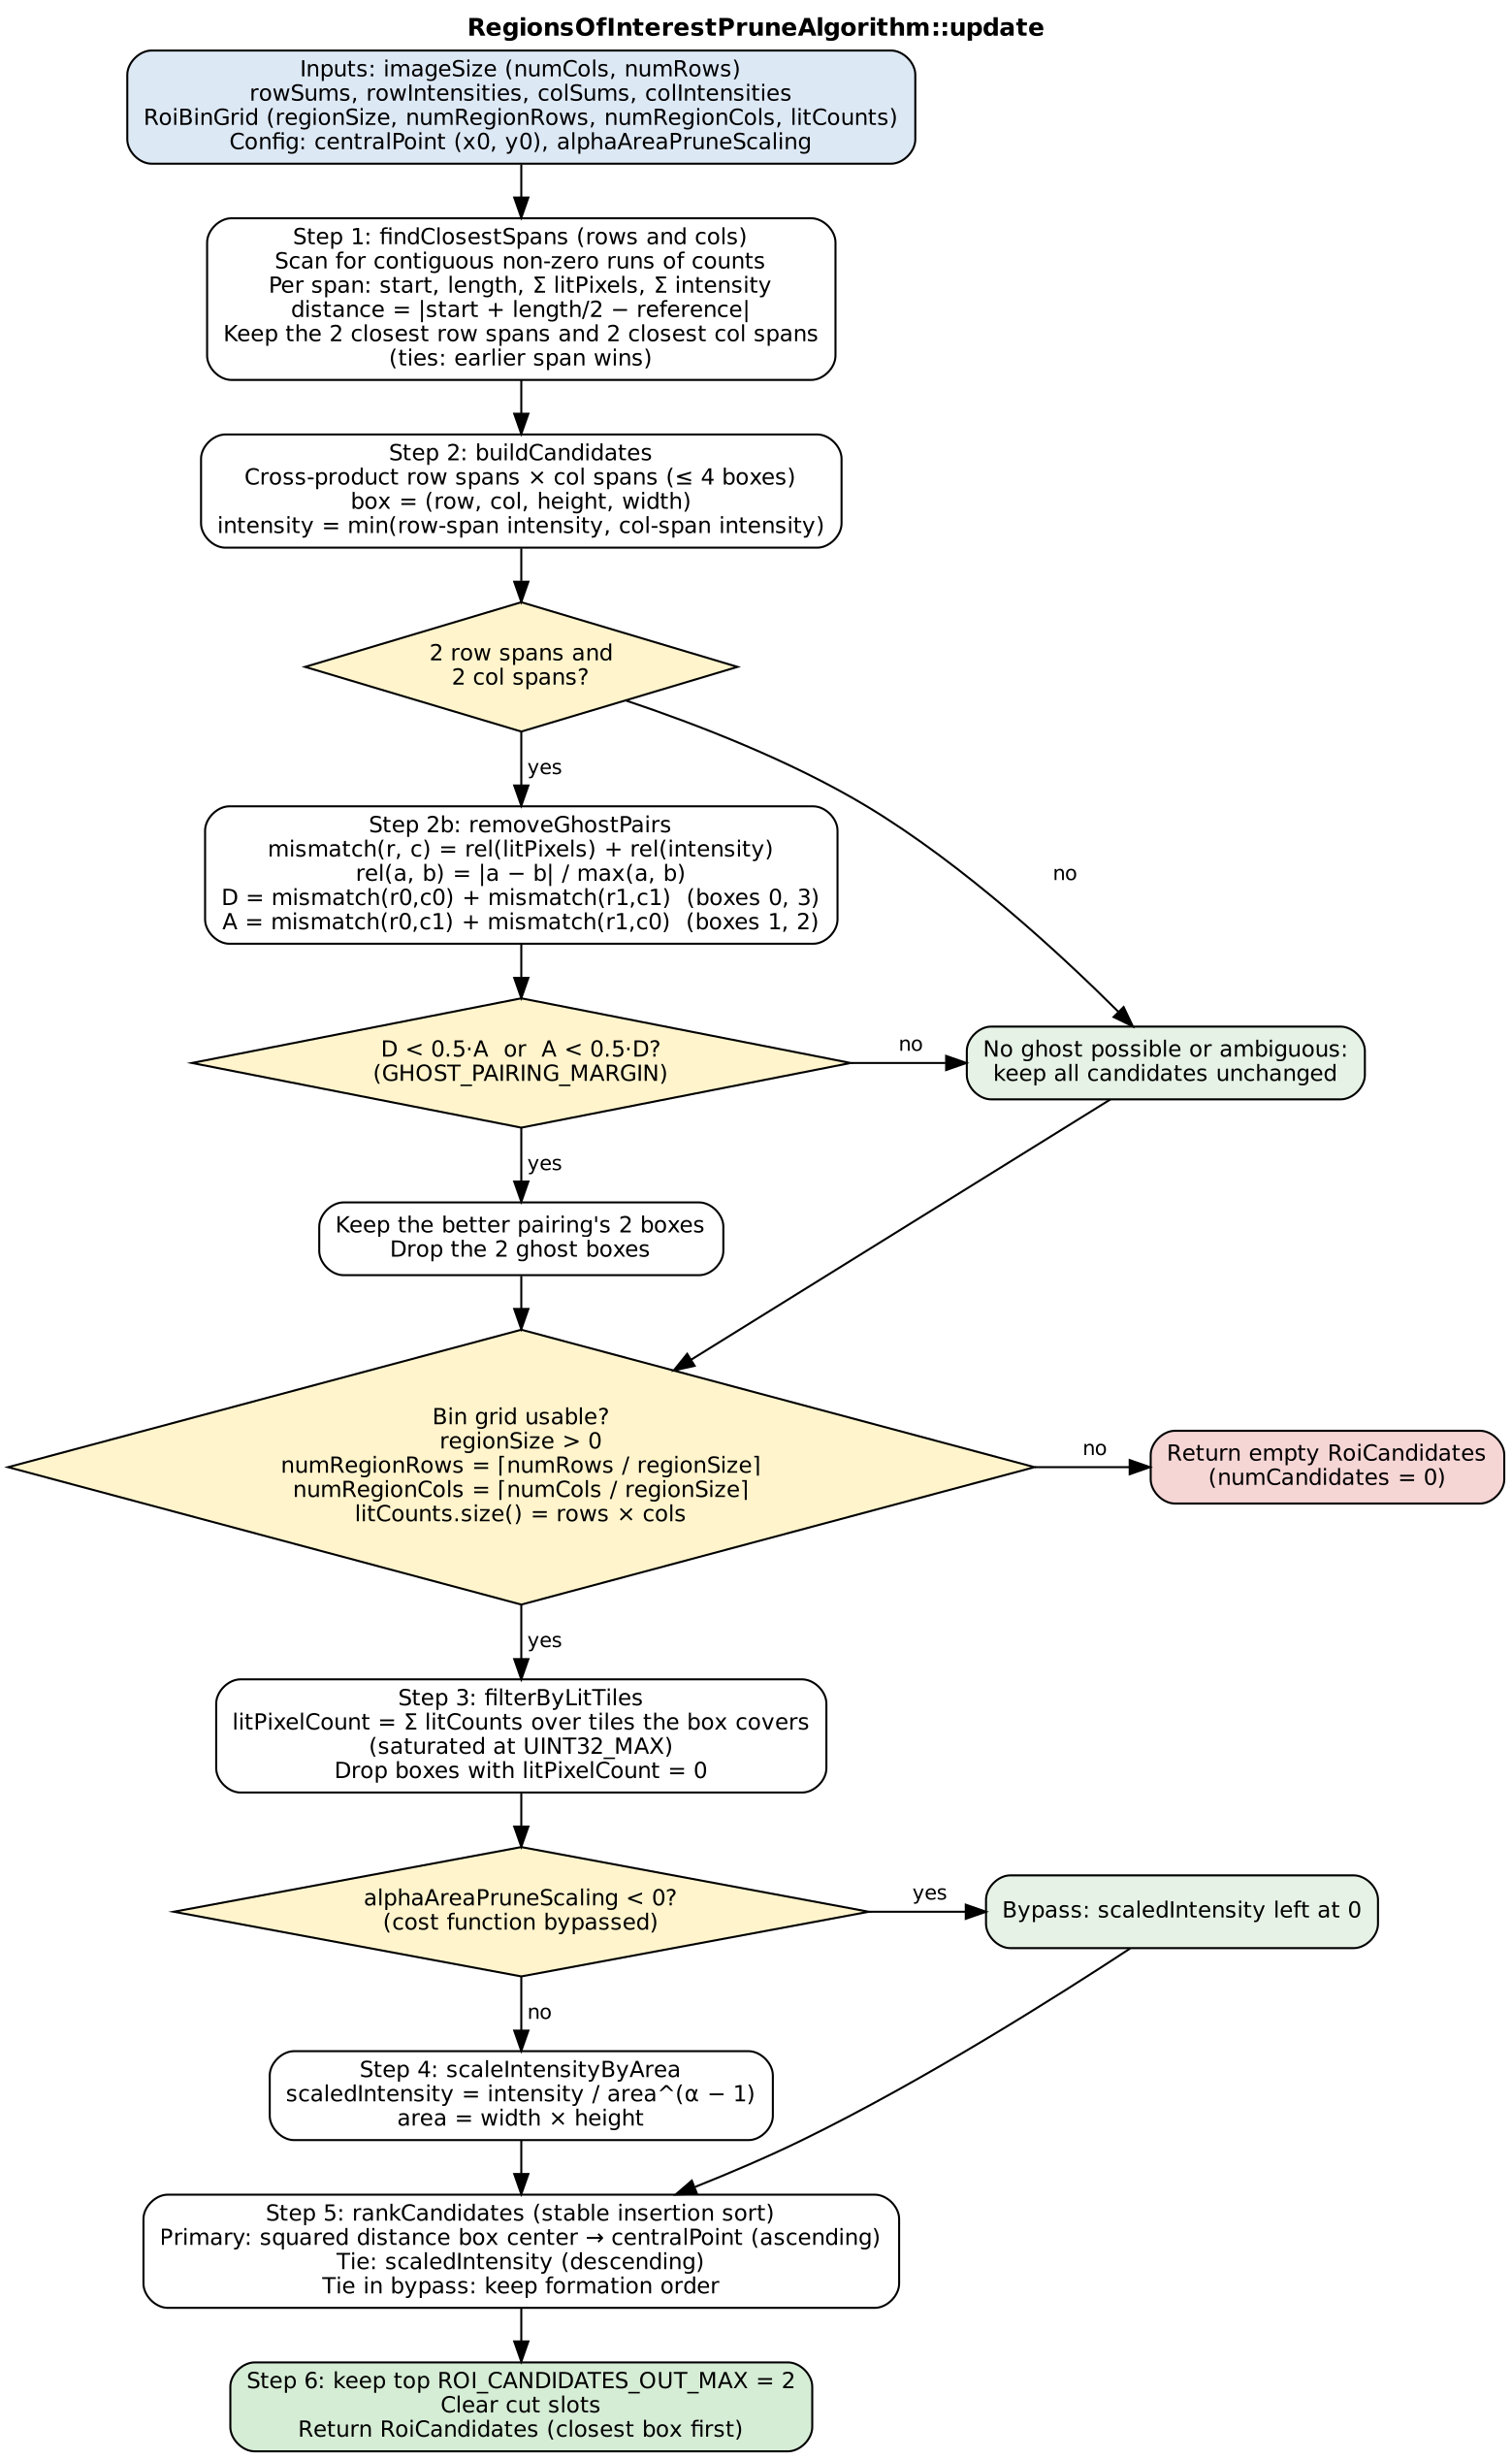 RegionsOfInterestPruneAlgorithm::update
Inputs: imageSize (numCols, numRows)
rowSums, rowIntensities, colSums, colIntensities
RoiBinGrid (regionSize, numRegionRows, numRegionCols, litCounts)
Config: centralPoint (x0, y0), alphaAreaPruneScaling
Step 1: findClosestSpans (rows and cols)
Scan for contiguous non-zero runs of counts
Per span: start, length, Σ litPixels, Σ intensity
distance = |start + length/2 − reference|
Keep the 2 closest row spans and 2 closest col spans
(ties: earlier span wins)
Step 2: buildCandidates
Cross-product row spans × col spans (≤ 4 boxes)
box = (row, col, height, width)
intensity = min(row-span intensity, col-span intensity)
2 row spans and
2 col spans?
yes
no
Step 2b: removeGhostPairs
mismatch(r, c) = rel(litPixels) + rel(intensity)
rel(a, b) = |a − b| / max(a, b)
D = mismatch(r0,c0) + mismatch(r1,c1)  (boxes 0, 3)
A = mismatch(r0,c1) + mismatch(r1,c0)  (boxes 1, 2)
D < 0.5·A  or  A < 0.5·D?
(GHOST_PAIRING_MARGIN)
no
No ghost possible or ambiguous:
keep all candidates unchanged
yes
Keep the better pairing's 2 boxes
Drop the 2 ghost boxes
Bin grid usable?
regionSize > 0
numRegionRows = ⌈numRows / regionSize⌉
numRegionCols = ⌈numCols / regionSize⌉
litCounts.size() = rows × cols
no
Return empty RoiCandidates
(numCandidates = 0)
yes
Step 3: filterByLitTiles
litPixelCount = Σ litCounts over tiles the box covers
(saturated at UINT32_MAX)
Drop boxes with litPixelCount = 0
alphaAreaPruneScaling < 0?
(cost function bypassed)
yes
Bypass: scaledIntensity left at 0
no
Step 4: scaleIntensityByArea
scaledIntensity = intensity / area^(α − 1)
area = width × height
Step 5: rankCandidates (stable insertion sort)
Primary: squared distance box center → centralPoint (ascending)
Tie: scaledIntensity (descending)
Tie in bypass: keep formation order
Step 6: keep top ROI_CANDIDATES_OUT_MAX = 2
Clear cut slots
Return RoiCandidates (closest box first)